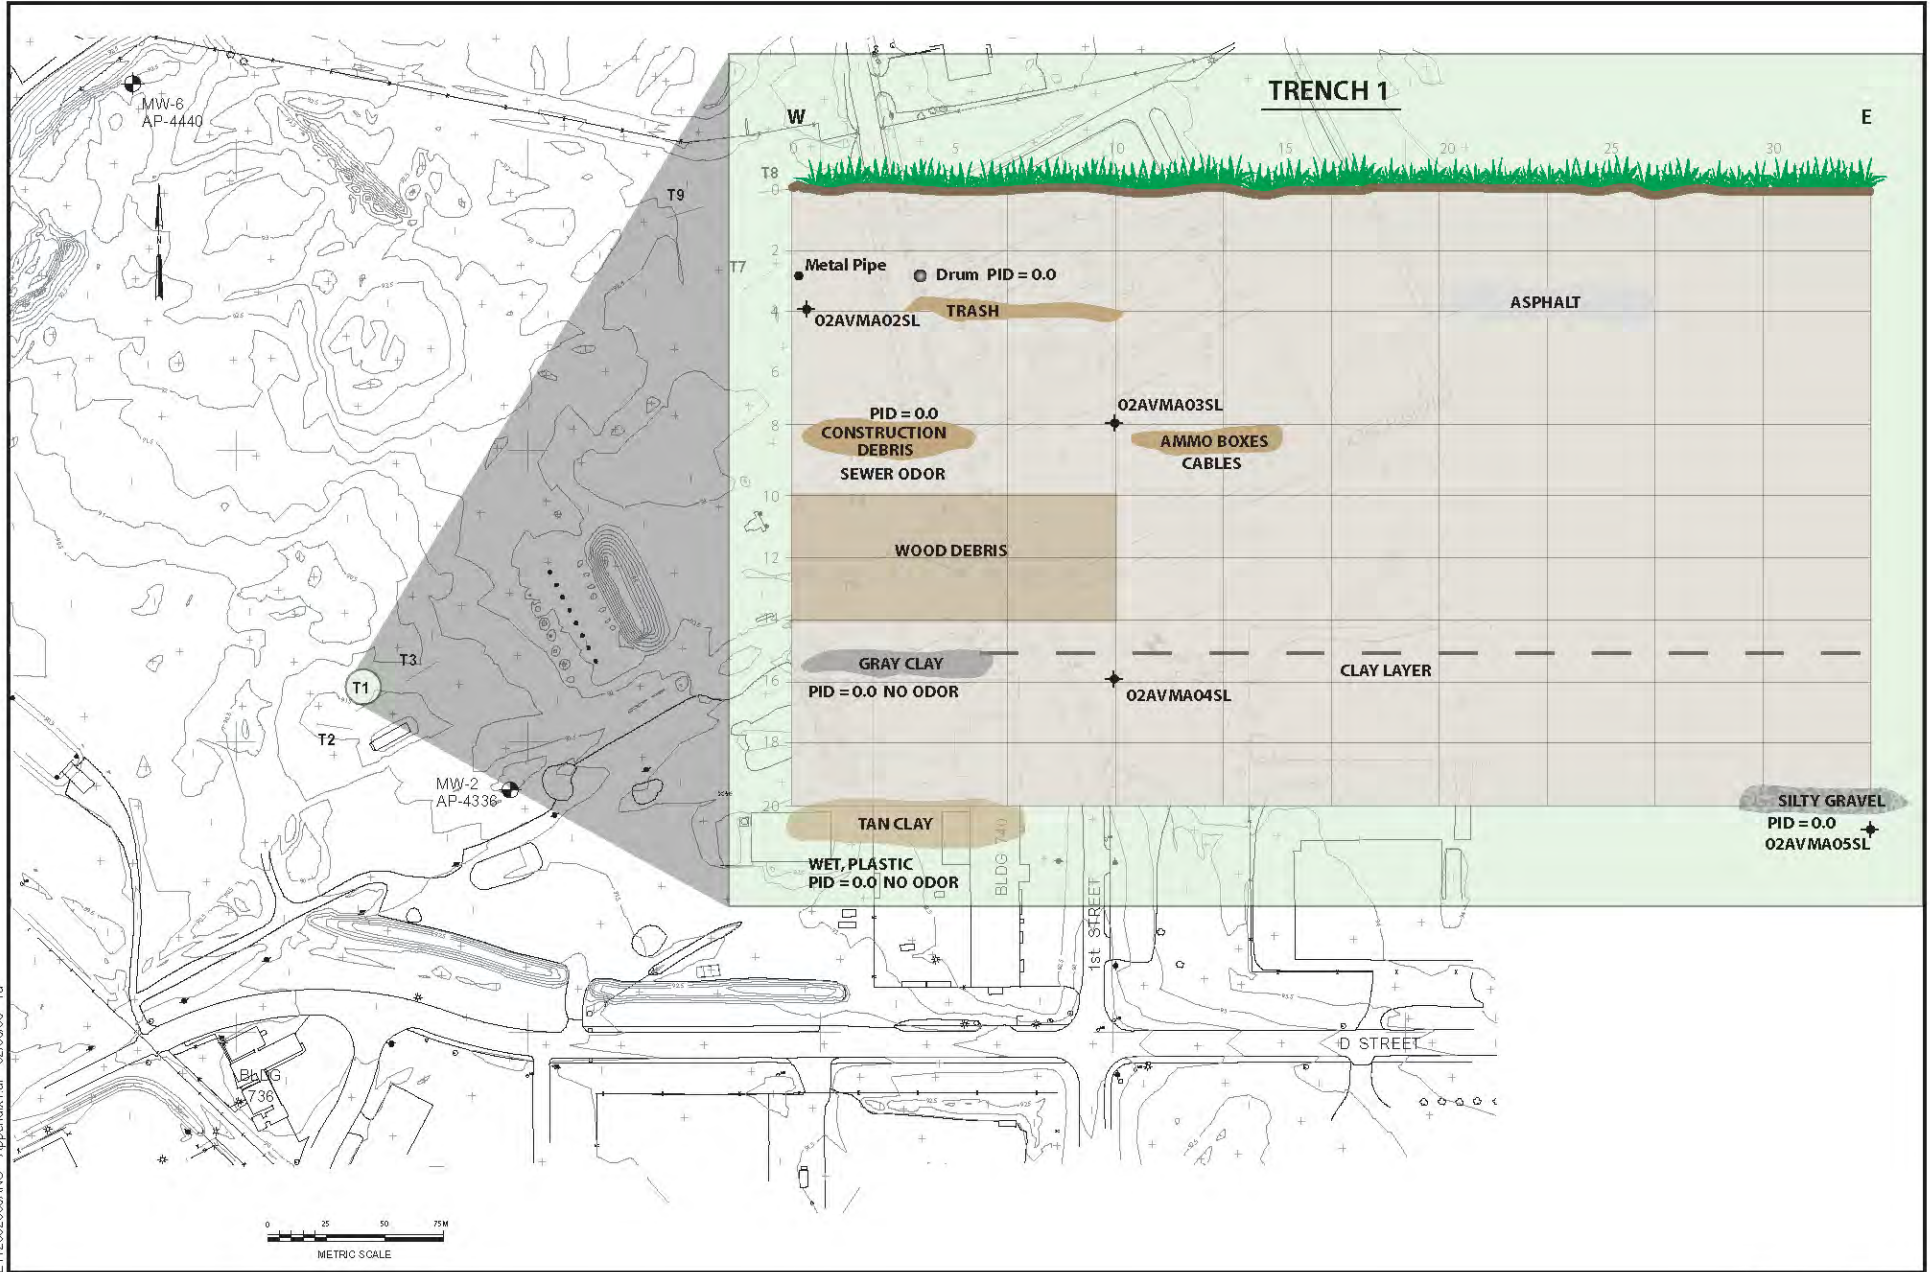 TRENCH 1
W
E
0 5 10 15 20 25 30
T8
0
2
4
6
8
10
12
14
16
18
20
MW-6
AP-4440
N
T9
T7
Metal Pipe
Drum PID = 0.0
TRASH
02AVMA02SL
ASPHALT
02AVMA03SL
PID = 0.0
CONSTRUCTION
DEBRIS
SEWER ODOR
AMMO BOXES
CABLES
WOOD DEBRIS
GRAY CLAY
PID = 0.0 NO ODOR
CLAY LAYER
02AVMA04SL
T3
T1
T2
MW-2
AP-4336
TAN CLAY
WET, PLASTIC
PID = 0.0 NO ODOR
SILTY GRAVEL
PID = 0.0
02AVMA05SL
BLDG 740
1st STREET
D STREET
BLDG
736
0 25 50 75M
METRIC SCALE